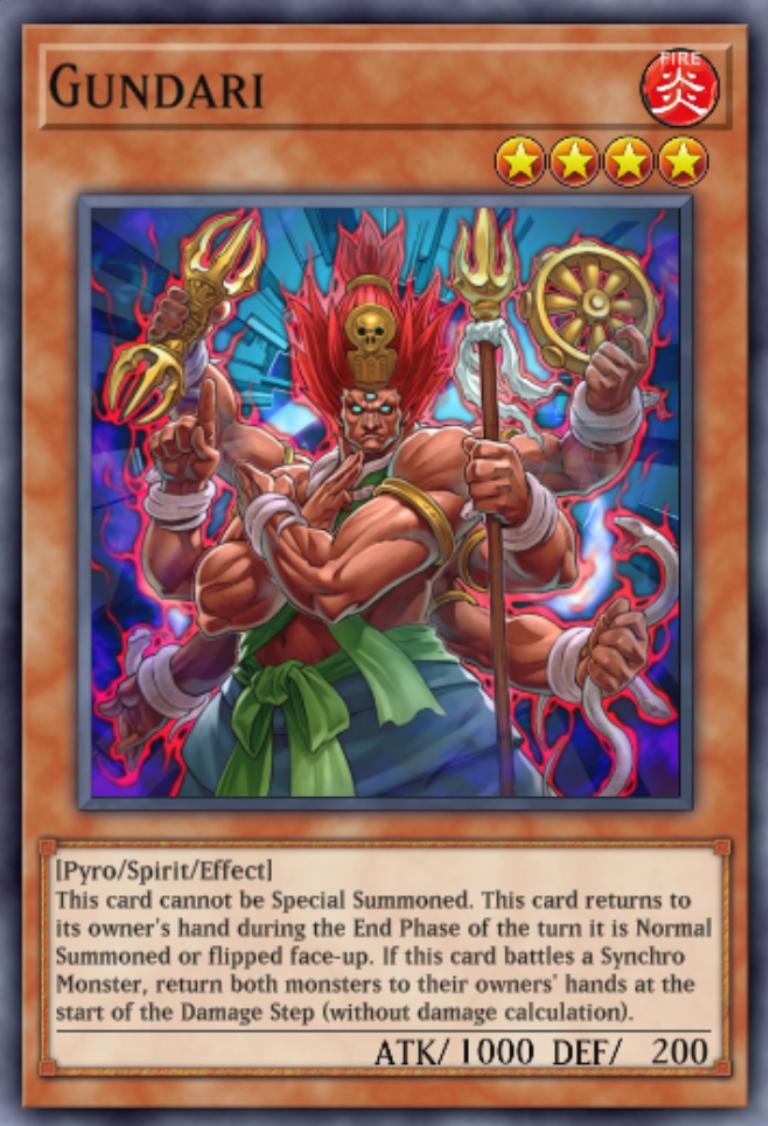 GUNDARI
FIRE
炎
[Pyro/Spirit/Effect]
This card cannot be Special Summoned. This card returns to
its owner's hand during the End Phase of the turn it is Normal
Summoned or flipped face-up. If this card battles a Synchro
Monster, return both monsters to their owners' hands at the
start of the Damage Step (without damage calculation).
ATK/ 1000 DEF/ 200